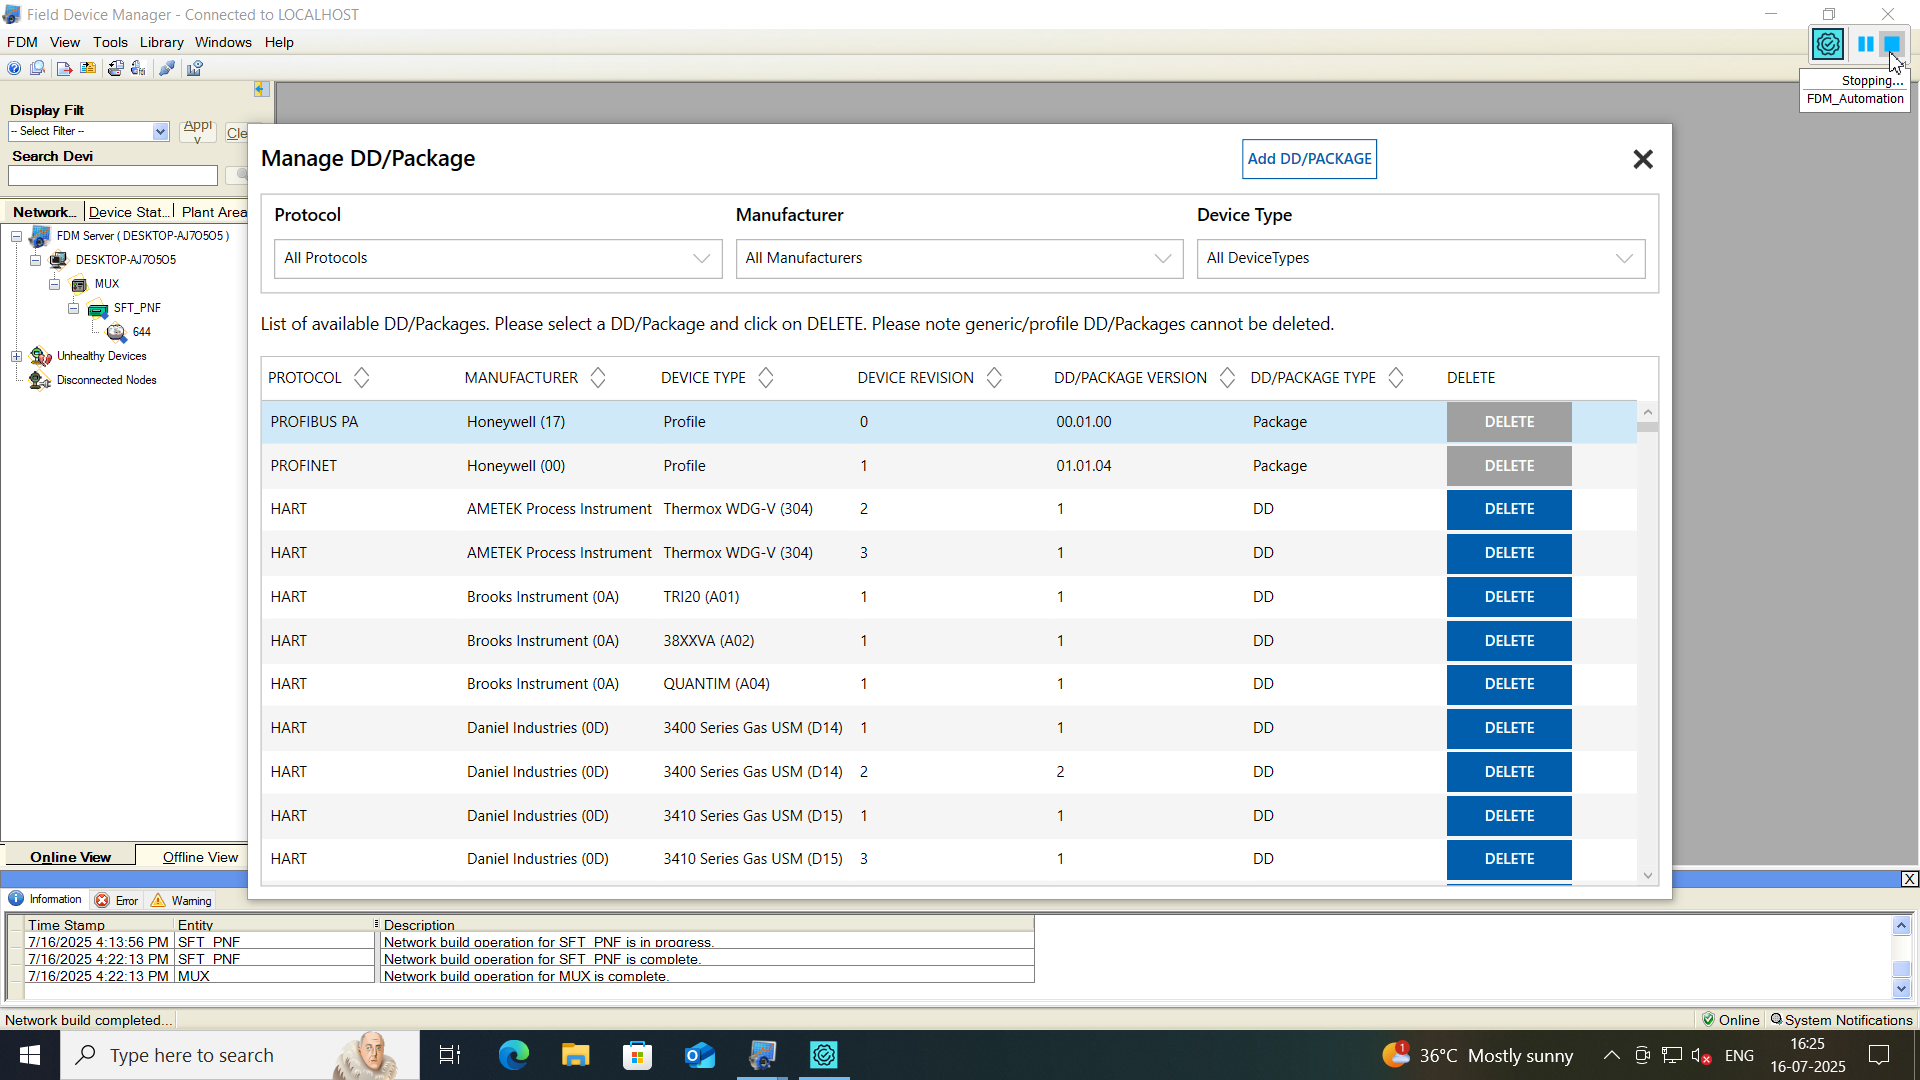 Field Device Manager - Connected to LOCALHOST
FDM View Tools Library Windows Help
Stopping...
FDM_Automation
Display Filt
-- Select Filter --
Appl
y
Cle
Search Devi
Network... Device Stat... Plant Area
FDM Server ( DESKTOP-AJ7O5O5 )
DESKTOP-AJ7O5O5
MUX
SFT_PNF
644
Unhealthy Devices
Disconnected Nodes
Online View Offline View
Manage DD/Package
Add DD/PACKAGE
Protocol Manufacturer Device Type
All Protocols All Manufacturers All DeviceTypes
List of available DD/Packages. Please select a DD/Package and click on DELETE. Please note generic/profile DD/Packages cannot be deleted.
PROTOCOL MANUFACTURER DEVICE TYPE DEVICE REVISION DD/PACKAGE VERSION DD/PACKAGE TYPE DELETE
PROFIBUS PA Honeywell (17) Profile 0 00.01.00 Package DELETE
PROFINET Honeywell (00) Profile 1 01.01.04 Package DELETE
HART AMETEK Process Instrument Thermox WDG-V (304) 2 1 DD DELETE
HART AMETEK Process Instrument Thermox WDG-V (304) 3 1 DD DELETE
HART Brooks Instrument (0A) TRI20 (A01) 1 1 DD DELETE
HART Brooks Instrument (0A) 38XXVA (A02) 1 1 DD DELETE
HART Brooks Instrument (0A) QUANTIM (A04) 1 1 DD DELETE
HART Daniel Industries (0D) 3400 Series Gas USM (D14) 1 1 DD DELETE
HART Daniel Industries (0D) 3400 Series Gas USM (D14) 2 2 DD DELETE
HART Daniel Industries (0D) 3410 Series Gas USM (D15) 1 1 DD DELETE
HART Daniel Industries (0D) 3410 Series Gas USM (D15) 3 1 DD DELETE
X
Information Error Warning
Time Stamp Entity Description
7/16/2025 4:13:56 PM SFT_PNF Network build operation for SFT_PNF is in progress.
7/16/2025 4:22:13 PM SFT_PNF Network build operation for SFT_PNF is complete.
7/16/2025 4:22:13 PM MUX Network build operation for MUX is complete.
Network build completed...
Online System Notifications
Type here to search
1
36°C Mostly sunny
ENG
16:25
16-07-2025